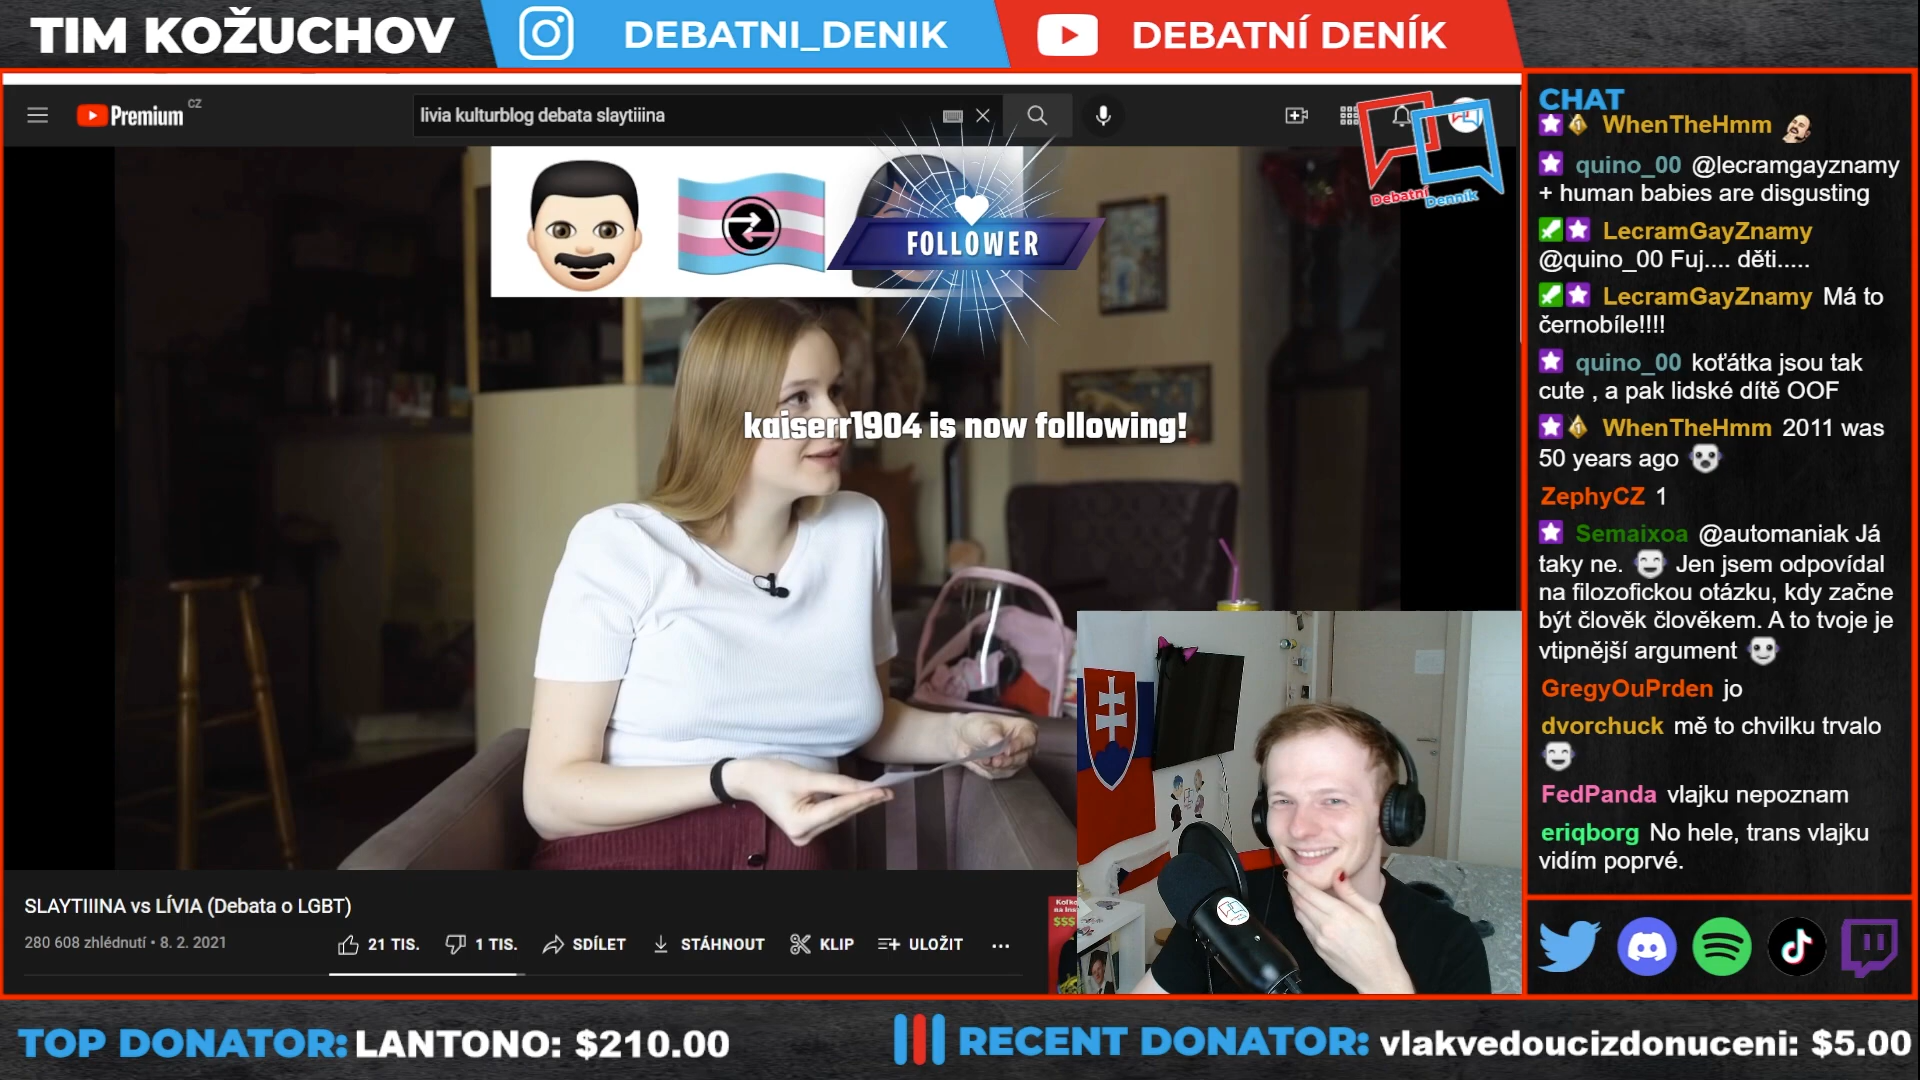 TIM KOŽUCHOV
DEBATNI_DENIK
DEBATNÍ DENÍK
Premium CZ
livia kulturblog debata slaytiiina
Debatní
Denník
FOLLOWER
kaiserr1904 is now following!
SLAYTIIINA vs LÍVIA (Debata o LGBT)
280 608 zhlédnutí • 8. 2. 2021
21 TIS.
1 TIS.
SDÍLET
STÁHNOUT
KLIP
ULOŽIT
$$$
CHAT
WhenTheHmm
quino_00 @lecramgayznamy
+ human babies are disgusting
LecramGayZnamy
@quino_00 Fuj.... děti.....
LecramGayZnamy Má to
černobíle!!!!
quino_00 koťátka jsou tak
cute , a pak lidské dítě OOF
WhenTheHmm 2011 was
50 years ago
ZephyCZ 1
Semaixoa @automaniak Já
taky ne. Jen jsem odpovídal
na filozofickou otázku, kdy začne
být člověk člověkem. A to tvoje je
vtipnější argument
GregyOuPrden jo
dvorchuck mě to chvilku trvalo
FedPanda vlajku nepoznam
eriqborg No hele, trans vlajku
vidím poprvé.
TOP DONATOR: LANTONO: $210.00
RECENT DONATOR: vlakvedoucizdonuceni: $5.00